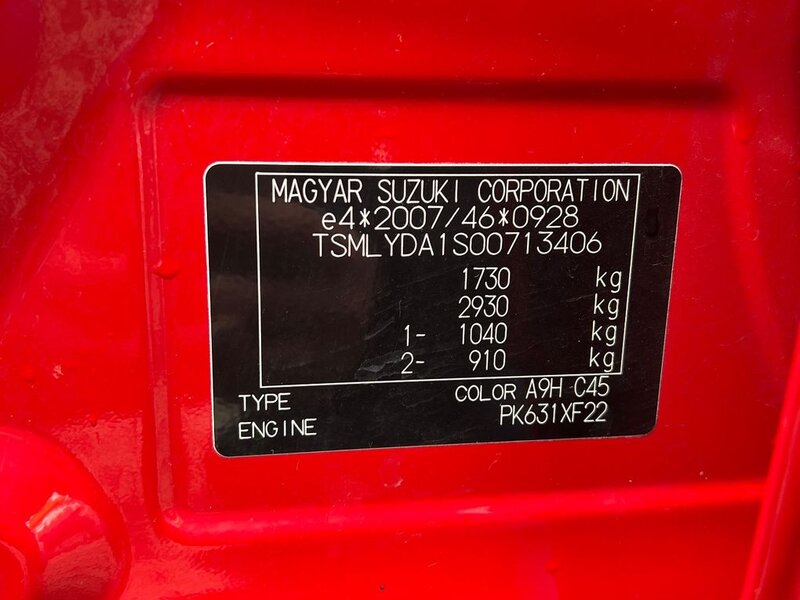 MAGYAR SUZUKI CORPORATION
e4*2007/46*0928
TSMLYDA1S00713406
1730 kg
2930 kg
1- 1040 kg
2- 910 kg
TYPE COLOR A9H C45
ENGINE PK631XF22